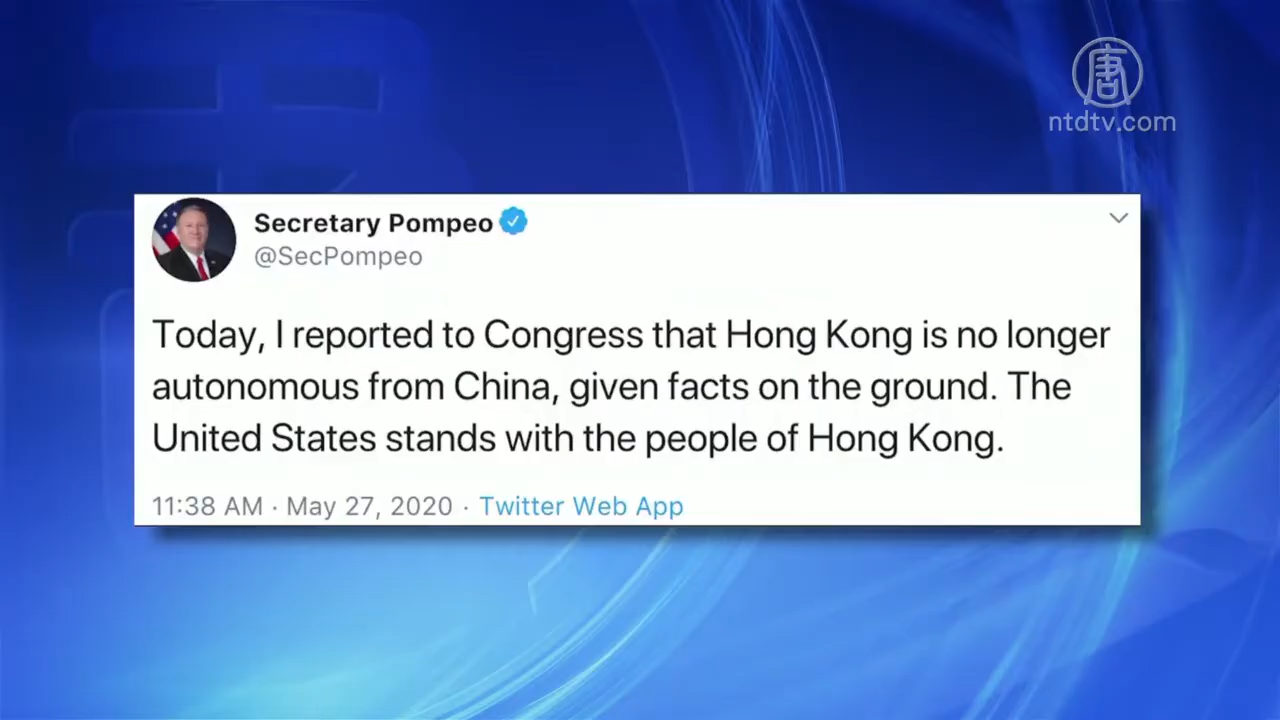 唐
ntdtv.com
Secretary Pompeo
@SecPompeo
Today, I reported to Congress that Hong Kong is no longer
autonomous from China, given facts on the ground. The
United States stands with the people of Hong Kong.
11:38 AM · May 27, 2020 · Twitter Web App